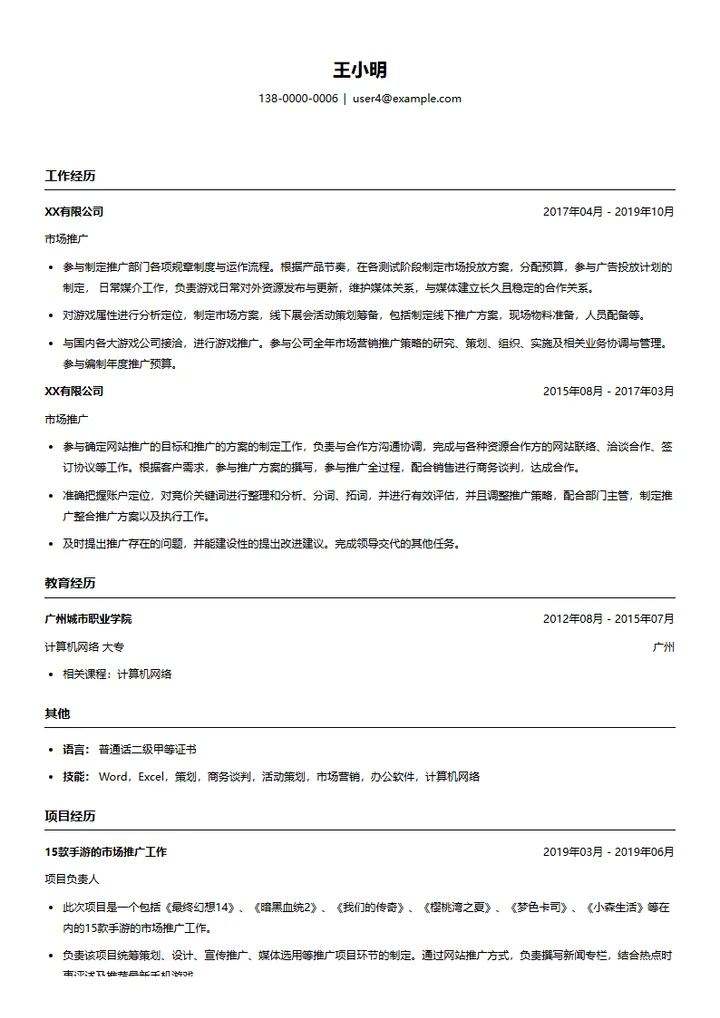 王小明
138-0000-0006 | user4@example.com
工作经历
XX有限公司 2017年04月 - 2019年10月
市场推广
• 参与制定推广部门各项规章制度与运作流程。根据产品节奏，在各测试阶段制定市场投放方案，分配预算，参与广告投放计划的
制定， 日常媒介工作，负责游戏日常对外资源发布与更新，维护媒体关系，与媒体建立长久且稳定的合作关系。
• 对游戏属性进行分析定位，制定市场方案，线下展会活动策划筹备，包括制定线下推广方案，现场物料准备，人员配备等。
• 与国内各大游戏公司接洽，进行游戏推广。参与公司全年市场营销推广策略的研究、策划、组织、实施及相关业务协调与管理。
参与编制年度推广预算。
XX有限公司 2015年08月 - 2017年03月
市场推广
• 参与确定网站推广的目标和推广的方案的制定工作，负责与合作方沟通协调，完成与各种资源合作方的网站联络、洽谈合作、签
订协议等工作。根据客户需求，参与推广方案的撰写，参与推广全过程，配合销售进行商务谈判，达成合作。
• 准确把握账户定位，对竞价关键词进行整理和分析、分词、拓词，并进行有效评估，并且调整推广策略，配合部门主管，制定推
广整合推广方案以及执行工作。
• 及时提出推广存在的问题，并能建设性的提出改进建议。完成领导交代的其他任务。
教育经历
广州城市职业学院 2012年08月 - 2015年07月
计算机网络 大专 广州
• 相关课程：计算机网络
其他
• 语言： 普通话二级甲等证书
• 技能： Word，Excel，策划，商务谈判，活动策划，市场营销，办公软件，计算机网络
项目经历
15款手游的市场推广工作 2019年03月 - 2019年06月
项目负责人
• 此次项目是一个包括《最终幻想14》、《暗黑血统2》、《我们的传奇》、《樱桃湾之夏》、《梦色卡司》、《小森生活》等在
内的15款手游的市场推广工作。
• 负责该项目统筹策划、设计、宣传推广、媒体选用等推广项目环节的制定。通过网站推广方式，负责撰写新闻专栏，结合热点时
事评述及推荐最新手机游戏